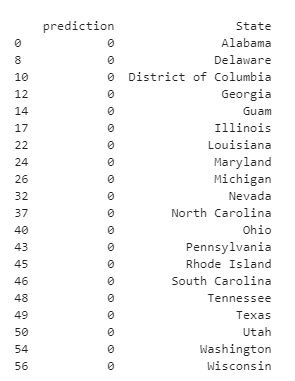 prediction State
0 0 Alabama
8 0 Delaware
10 0 District of Columbia
12 0 Georgia
14 0 Guam
17 0 Illinois
22 0 Louisiana
24 0 Maryland
26 0 Michigan
32 0 Nevada
37 0 North Carolina
40 0 Ohio
43 0 Pennsylvania
45 0 Rhode Island
46 0 South Carolina
48 0 Tennessee
49 0 Texas
50 0 Utah
54 0 Washington
56 0 Wisconsin